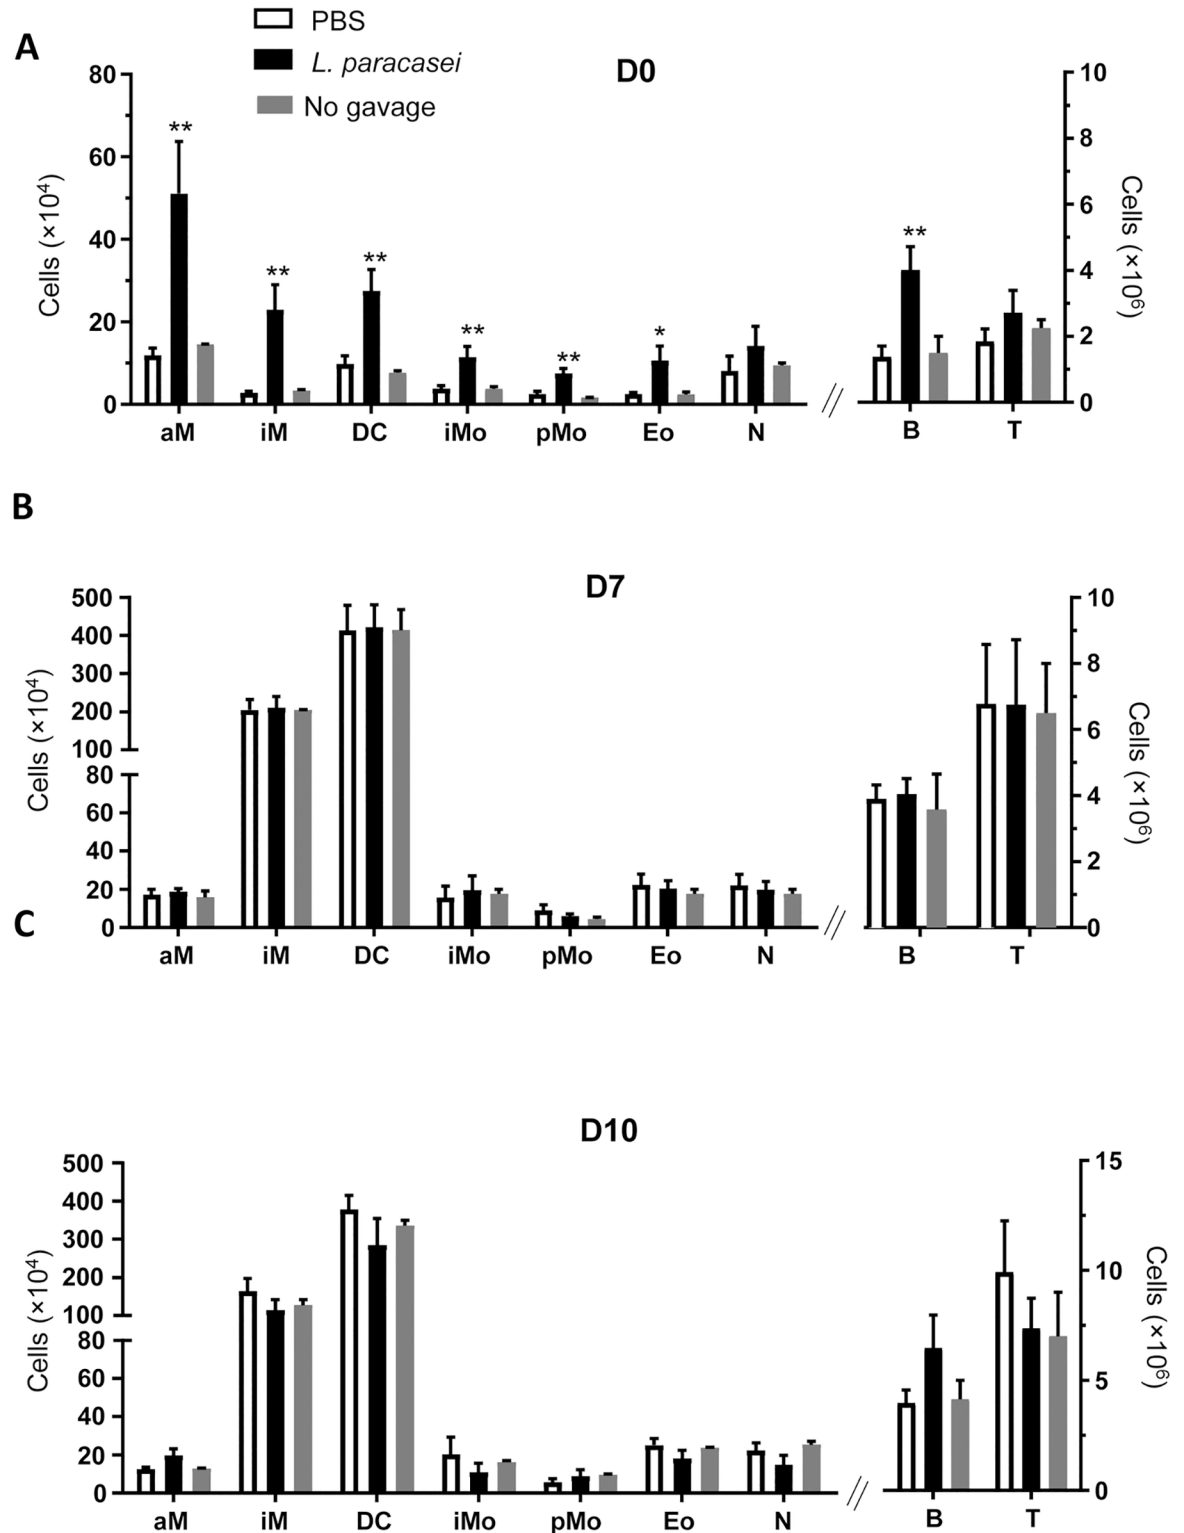 PBS
A
L. paracasei
D0
No gavage
80
60
40
20
0
Cells (×10⁴)
10
8
6
4
2
0
Cells (×10⁶)
**
**
**
**
**
*
**
aM iM DC iMo pMo Eo N B T
B
D7
500
400
300
200
100
80
60
40
20
0
Cells (×10⁴)
10
8
6
4
2
0
Cells (×10⁶)
aM iM DC iMo pMo Eo N B T
C
D10
500
400
300
200
100
80
60
40
20
0
Cells (×10⁴)
15
10
5
0
Cells (×10⁶)
aM iM DC iMo pMo Eo N B T